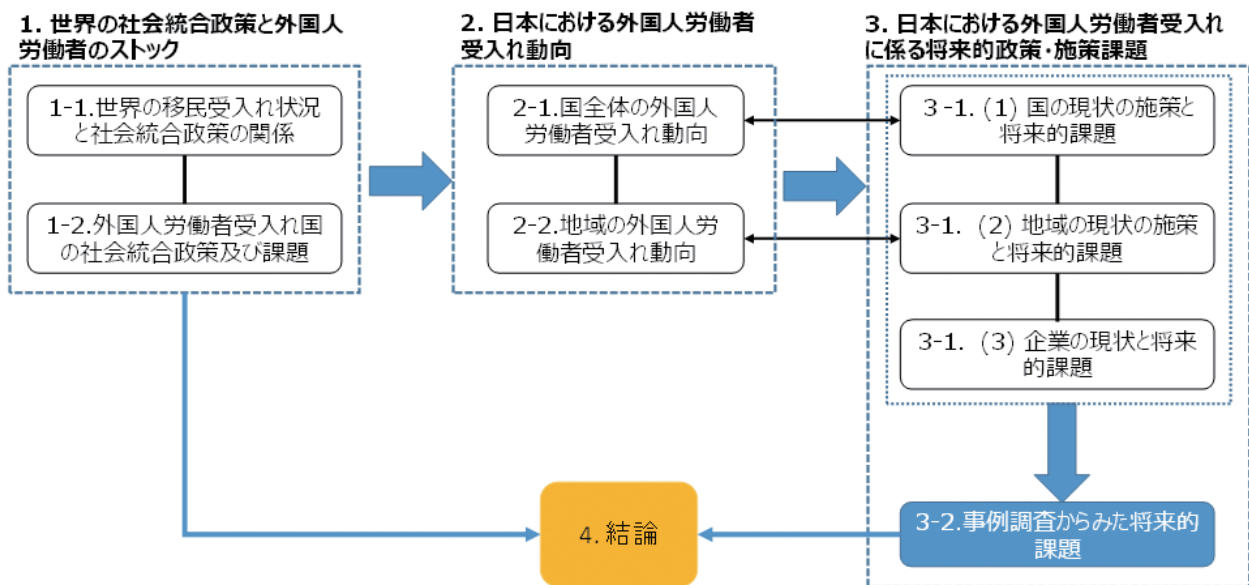 1. 世界の社会統合政策と外国人
労働者のストック
1-1.世界の移民受入れ状況
と社会統合政策の関係
1-2.外国人労働者受入れ国
の社会統合政策及び課題
2. 日本における外国人労働者
受入れ動向
2-1.国全体の外国人
労働者受入れ動向
2-2.地域の外国人労
働者受入れ動向
3. 日本における外国人労働者受入れ
に係る将来的政策・施策課題
3-1. (1) 国の現状の施策と
将来的課題
3-1. (2) 地域の現状の施策
と将来的課題
3-1. (3) 企業の現状と将来
的課題
3-2.事例調査からみた将来的
課題
4. 結論